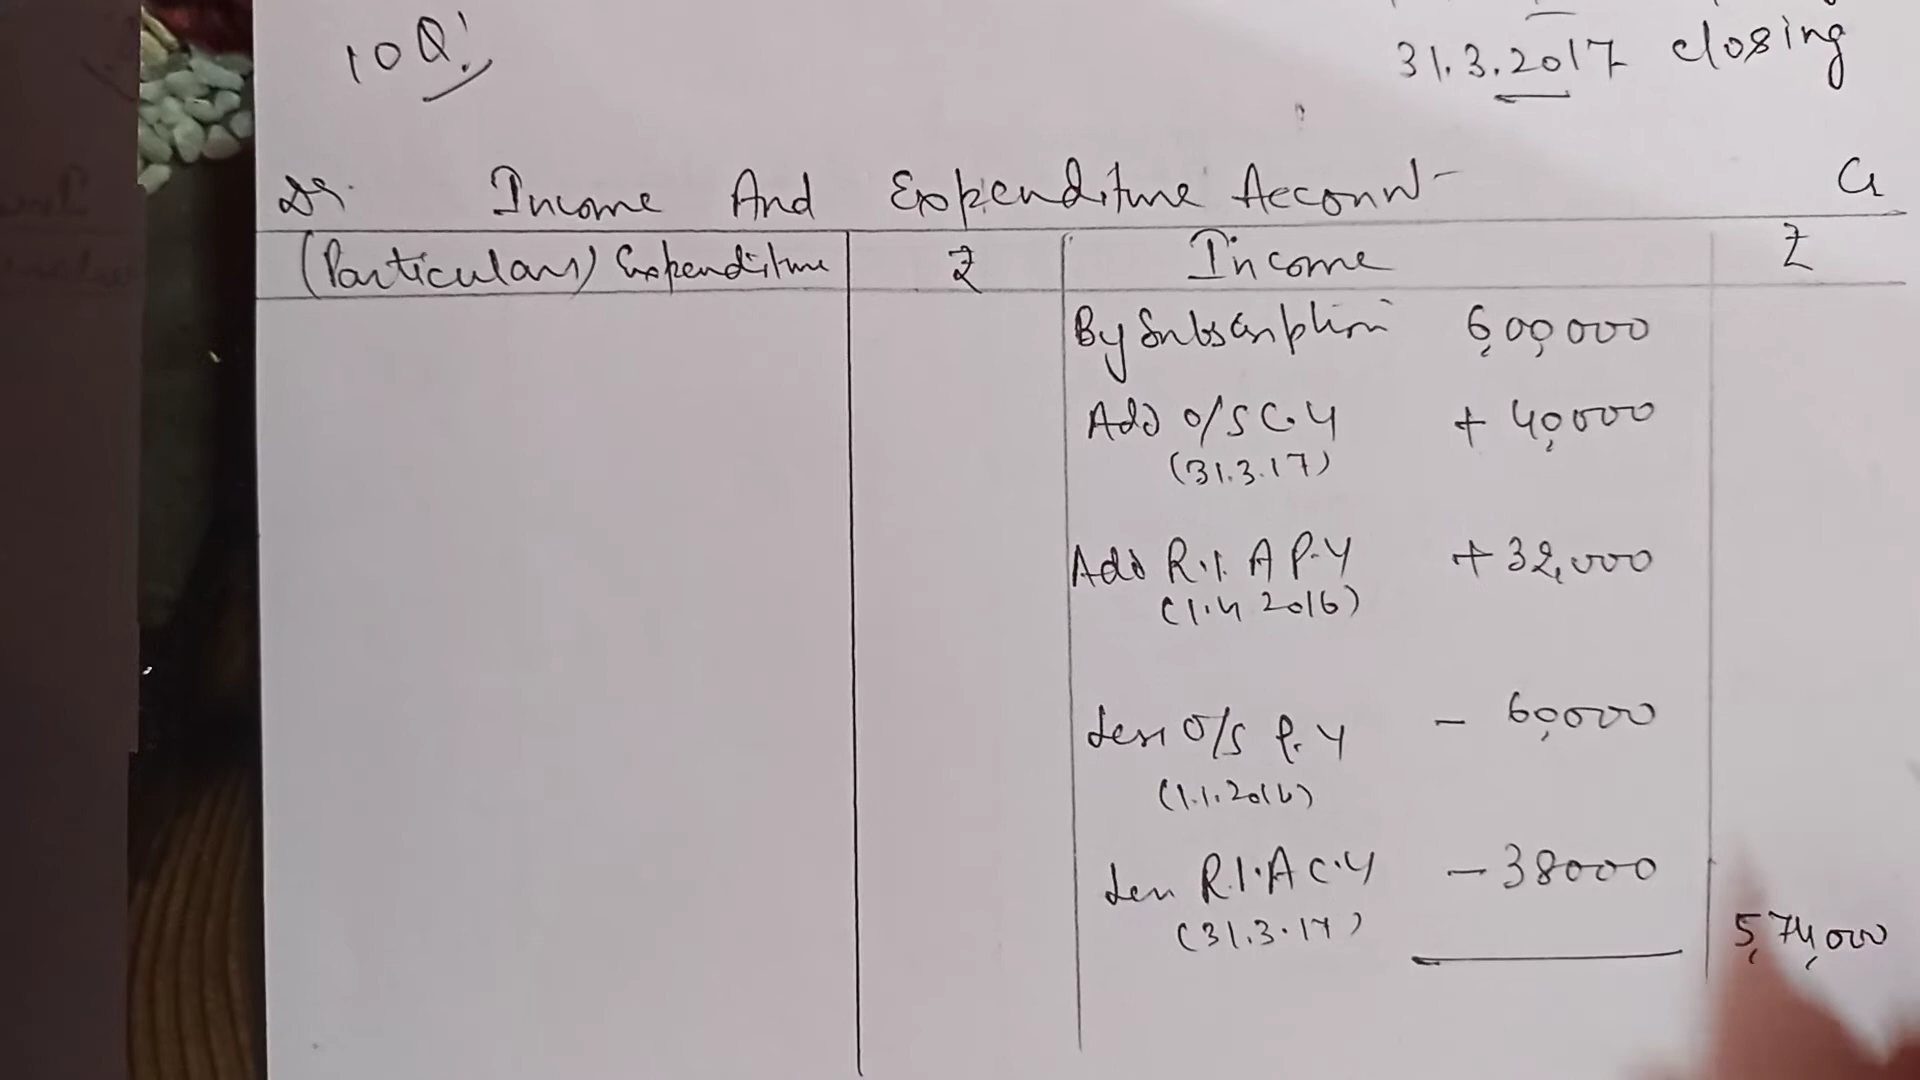 10Q!
31.3.2017 closing
Dr. Income And Expenditure Account Cr
(Particulars) Expenditure ₹ Income ₹
By Subscription 6,00,000
Add O/S C.Y + 40,000
(31.3.17)
Add R.I.A P.Y + 32,000
(1.4 2016)
Less O/S P.Y - 60,000
(1.1.2016)
Less R.I.A C.Y - 38000
(31.3.17)
5,74,000